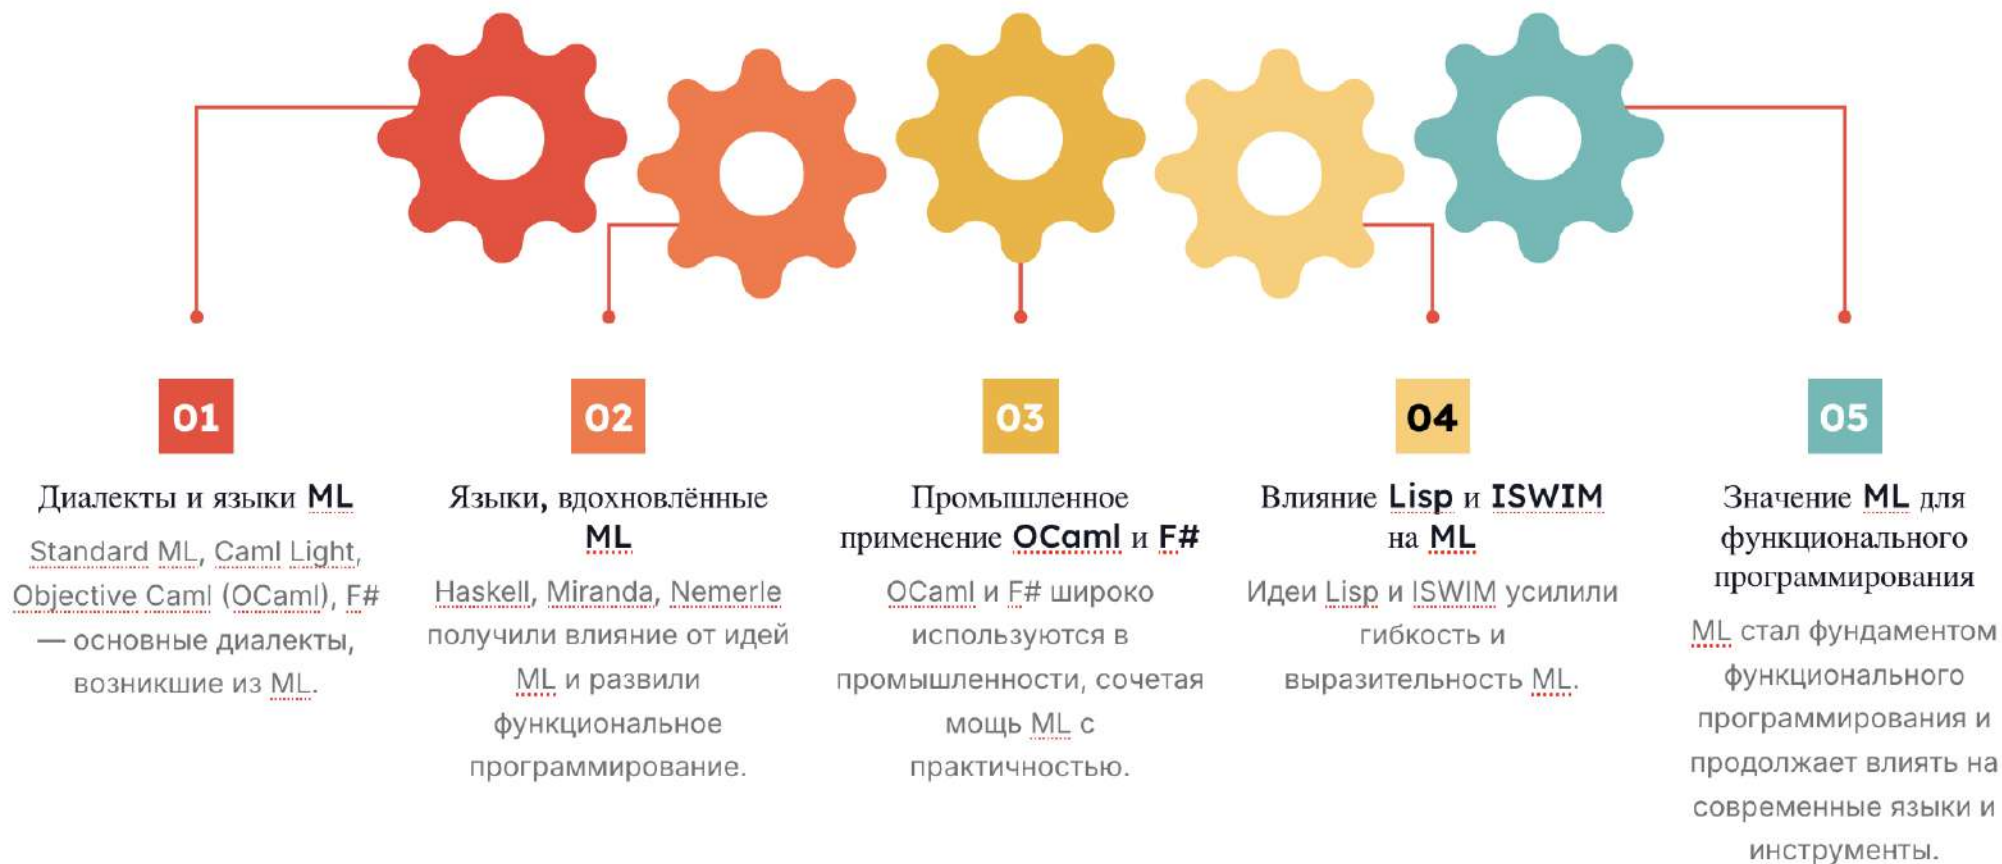 01
Диалекты и языки ML
Standard ML, Caml Light,
Objective Caml (OCaml), F#
— основные диалекты,
возникшие из ML.
02
Языки, вдохновлённые
ML
Haskell, Miranda, Nemerle
получили влияние от идей
ML и развили
функциональное
программирование.
03
Промышленное
применение OCaml и F#
OCaml и F# широко
используются в
промышленности, сочетая
мощь ML с
практичностью.
04
Влияние Lisp и ISWIM
на ML
Идеи Lisp и ISWIM усилили
гибкость и
выразительность ML.
05
Значение ML для
функционального
программирования
ML стал фундаментом
функционального
программирования и
продолжает влиять на
современные языки и
инструменты.